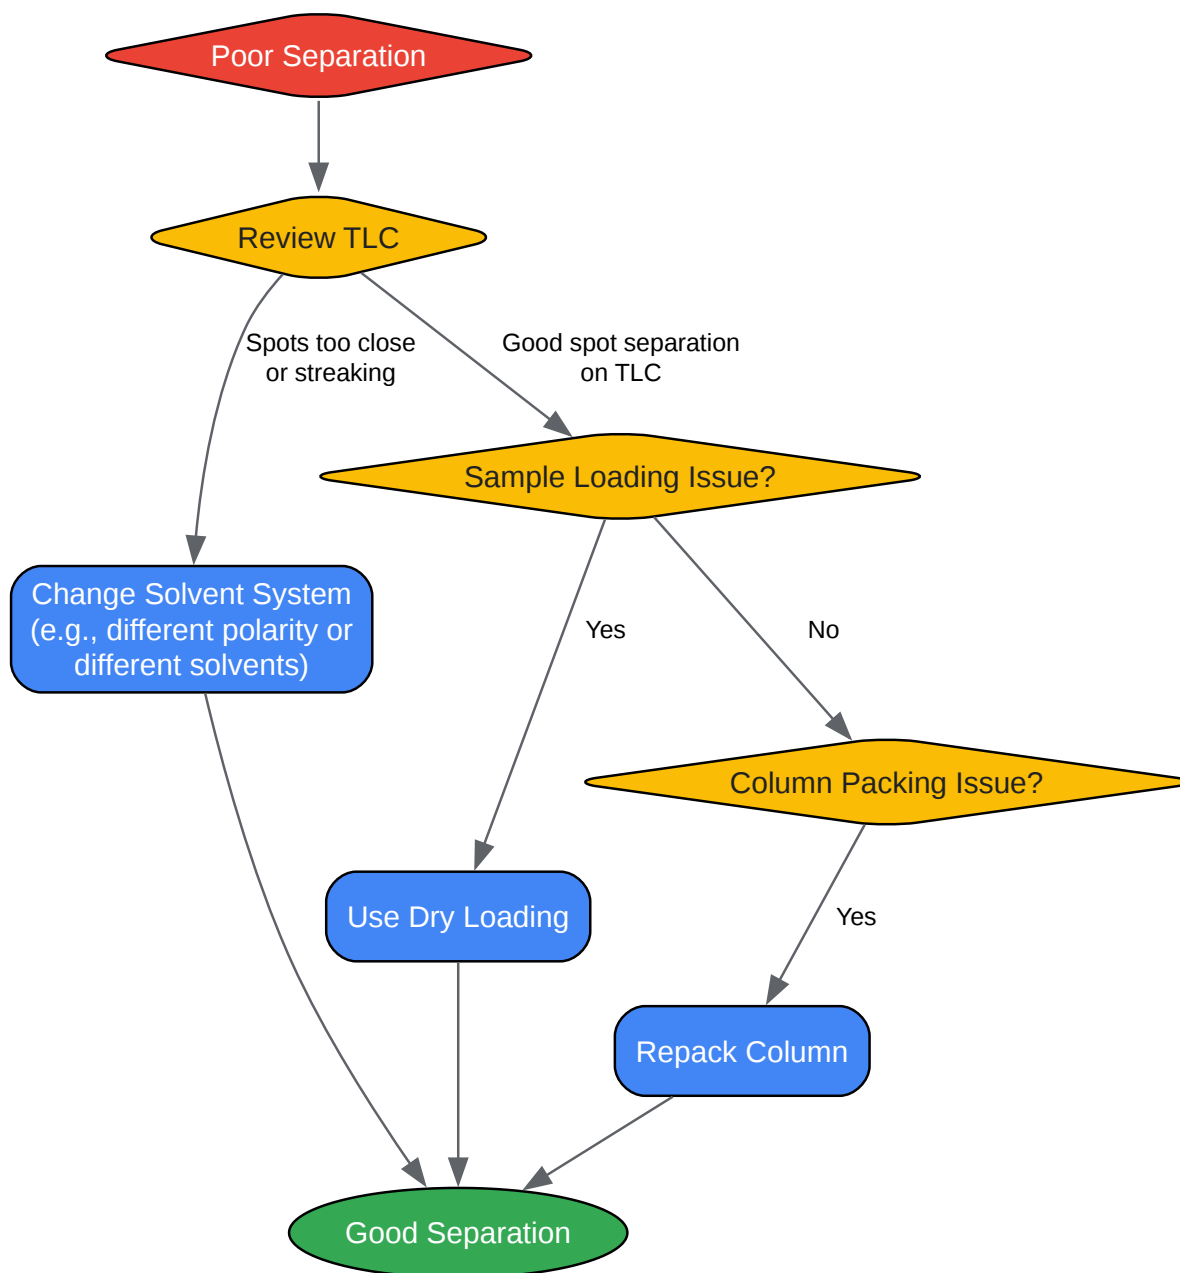 Poor Separation
Review TLC
Spots too close
or streaking
Good spot separation
on TLC
Sample Loading Issue?
Change Solvent System
(e.g., different polarity or
different solvents)
Yes
No
Column Packing Issue?
Use Dry Loading
Yes
Repack Column
Good Separation